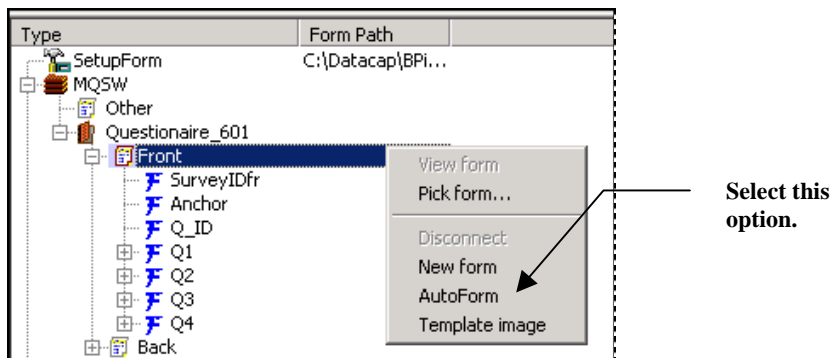 Type Form Path
SetupForm C:\Datacap\BPi...
MQSW
Other
Questionaire_601
Front
SurveyIDfr
Anchor
Q_ID
Q1
Q2
Q3
Q4
Back
View form
Pick form...
Disconnect
New form
AutoForm
Template image
Select this
option.